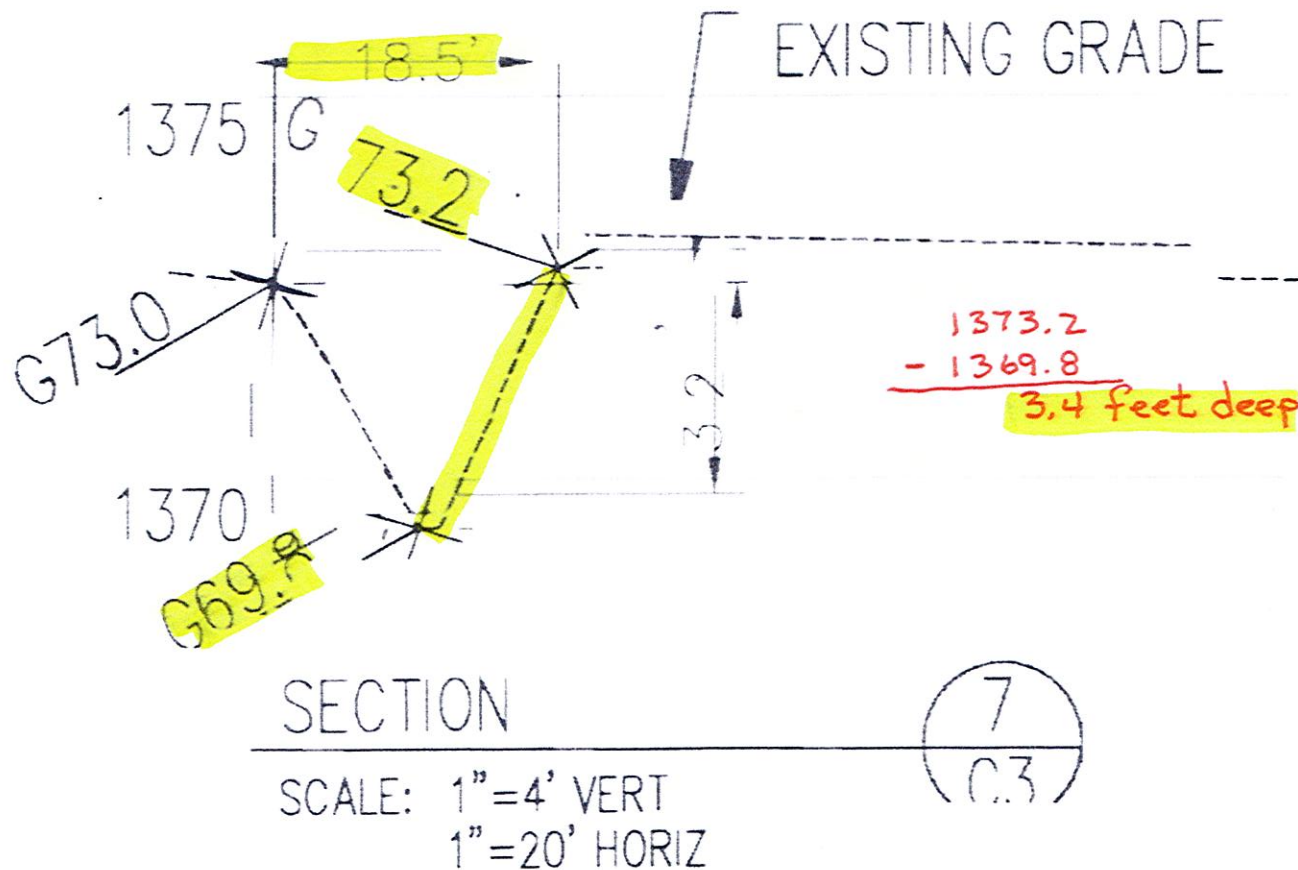 18.5'
EXISTING GRADE
1375 G
73.2
G73.0
1373.2
- 1369.8
3.4 feet deep
3.2
1370
G69.8
SECTION
7
C.3
SCALE: 1"=4' VERT
1"=20' HORIZ